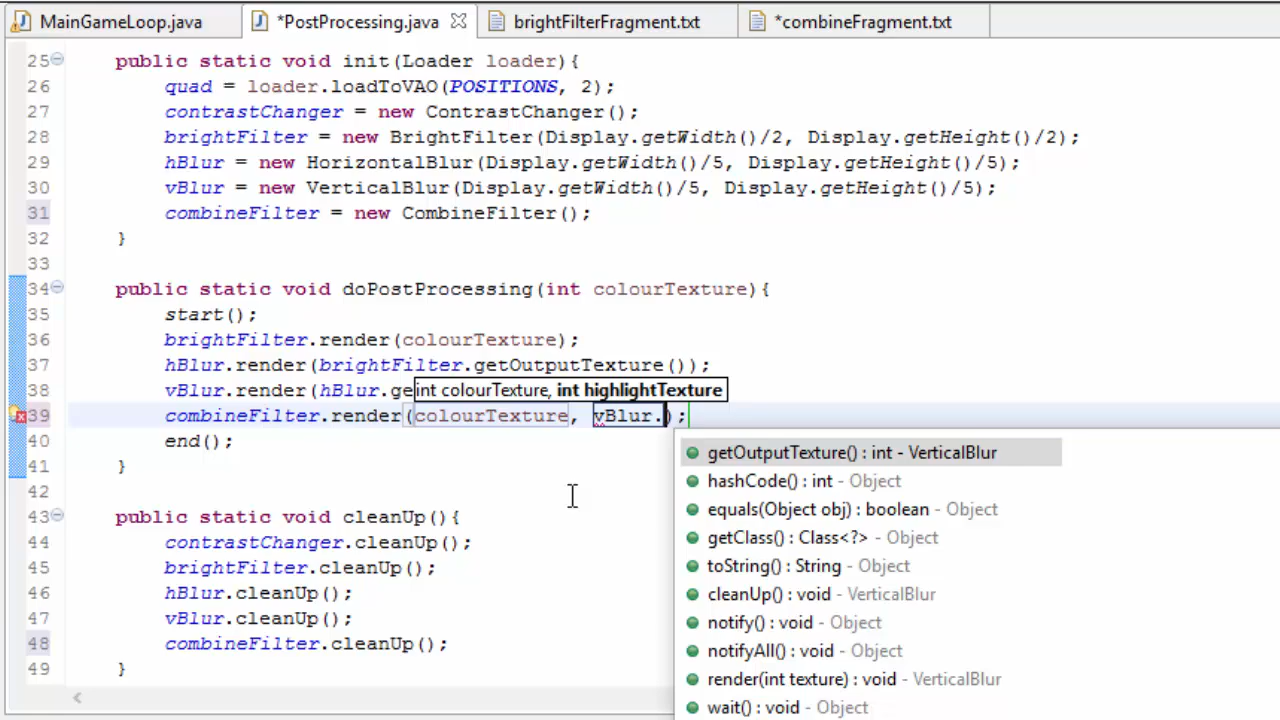 MainGameLoop.java *PostProcessing.java brightFilterFragment.txt *combineFragment.txt
25 public static void init(Loader loader){
26 quad = loader.loadToVAO(POSITIONS, 2);
27 contrastChanger = new ContrastChanger();
28 brightFilter = new BrightFilter(Display.getWidth()/2, Display.getHeight()/2);
29 hBlur = new HorizontalBlur(Display.getWidth()/5, Display.getHeight()/5);
30 vBlur = new VerticalBlur(Display.getWidth()/5, Display.getHeight()/5);
31 combineFilter = new CombineFilter();
32 }
33
34 public static void doPostProcessing(int colourTexture){
35 start();
36 brightFilter.render(colourTexture);
37 hBlur.render(brightFilter.getOutputTexture());
38 vBlur.render(hBlur.ge int colourTexture, int highlightTexture
39 combineFilter.render(colourTexture, vBlur.);
40 end();
41 }
42
43 public static void cleanUp(){
44 contrastChanger.cleanUp();
45 brightFilter.cleanUp();
46 hBlur.cleanUp();
47 vBlur.cleanUp();
48 combineFilter.cleanUp();
49 }
getOutputTexture() : int - VerticalBlur
hashCode() : int - Object
equals(Object obj) : boolean - Object
getClass() : Class<?> - Object
toString() : String - Object
cleanUp() : void - VerticalBlur
notify() : void - Object
notifyAll() : void - Object
render(int texture) : void - VerticalBlur
wait() : void - Object